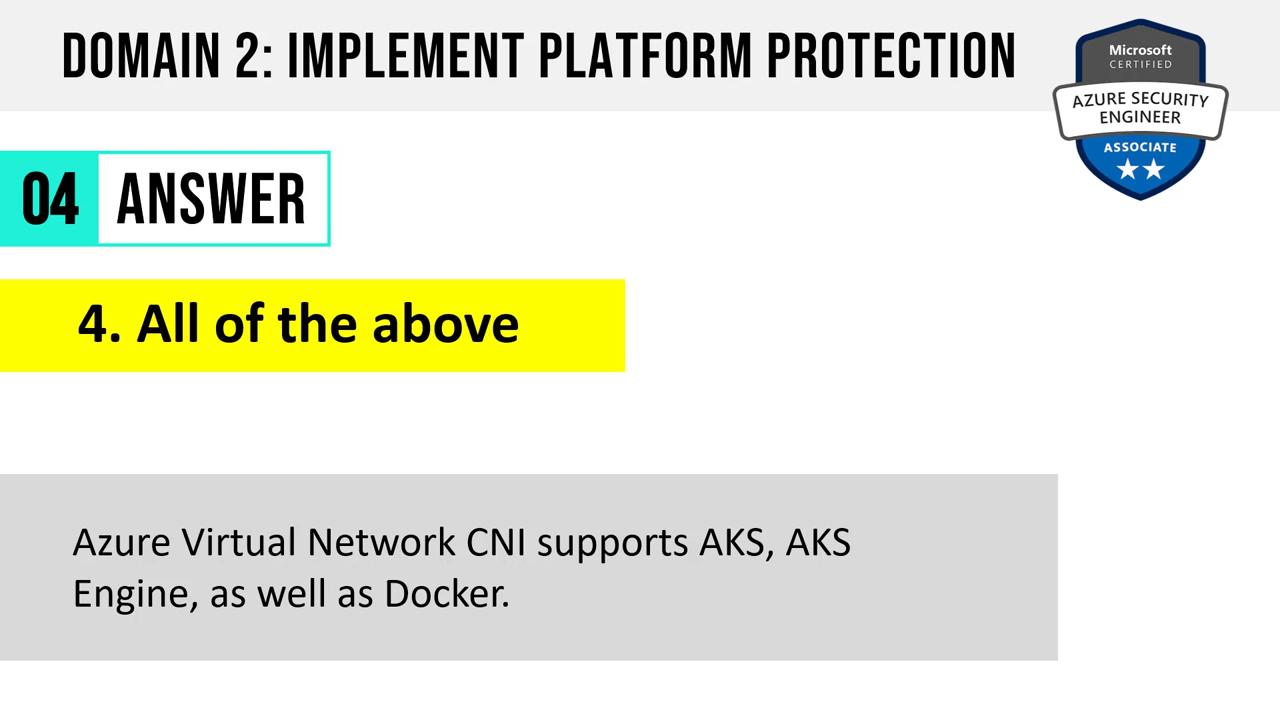 DOMAIN 2: IMPLEMENT PLATFORM PROTECTION
Microsoft
CERTIFIED
AZURE SECURITY
ENGINEER
ASSOCIATE
04 ANSWER
4. All of the above
Azure Virtual Network CNI supports AKS, AKS
Engine, as well as Docker.